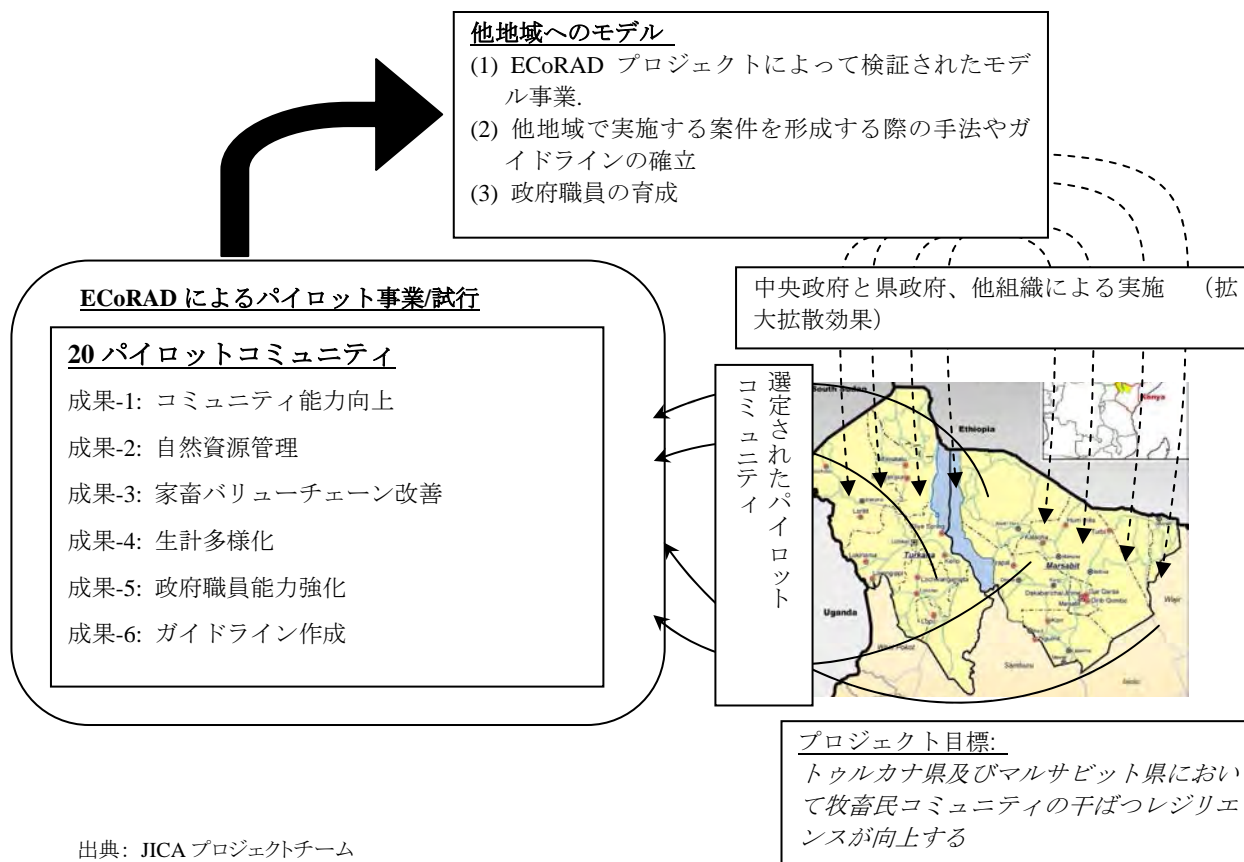 他地域へのモデル
(1) ECoRAD プロジェクトによって検証されたモデ
ル事業.
(2) 他地域で実施する案件を形成する際の手法やガ
イドラインの確立
(3) 政府職員の育成
ECoRAD によるパイロット事業/試行
20 パイロットコミュニティ
成果-1: コミュニティ能力向上
成果-2: 自然資源管理
成果-3: 家畜バリューチェーン改善
成果-4: 生計多様化
成果-5: 政府職員能力強化
成果-6: ガイドライン作成
中央政府と県政府、他組織による実施 （拡
大拡散効果）
選定されたパイロット
コミュニティ
South Sudan
Ethiopia
Kenya
Turkana
Marsabit
Uganda
West Pokot
Samburu
Wajir
Isiolo
プロジェクト目標:
トゥルカナ県及びマルサビット県におい
て牧畜民コミュニティの干ばつレジリエ
ンスが向上する
出典: JICA プロジェクトチーム